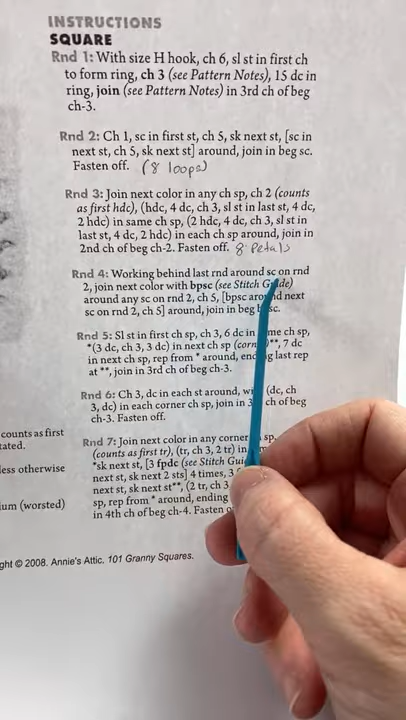 INSTRUCTIONS
SQUARE
Rnd 1: With size H hook, ch 6, sl st in first ch
to form ring, ch 3 (see Pattern Notes), 15 dc in
ring, join (see Pattern Notes) in 3rd ch of beg
ch-3.
Rnd 2: Ch 1, sc in first st, ch 5, sk next st, [sc in
next st, ch 5, sk next st] around, join in beg sc.
Fasten off. (8 loops)
Rnd 3: Join next color in any ch sp, ch 2 (counts
as first hdc), (hdc, 4 dc, ch 3, sl st in last st, 4 dc,
2 hdc) in same ch sp, (2 hdc, 4 dc, ch 3, sl st in
last st, 4 dc, 2 hdc) in each ch sp around, join in
2nd ch of beg ch-2. Fasten off. 8 Petals
Rnd 4: Working behind last rnd around sc on rnd
2, join next color with bpsc (see Stitch Guide)
around any sc on rnd 2, ch 5, [bpsc around next
sc on rnd 2, ch 5] around, join in beg bpsc.
Rnd 5: Sl st in first ch sp, ch 3, 6 dc in same ch sp,
*(3 dc, ch 3, 3 dc) in next ch sp (corn )**, 7 dc
in next ch sp, rep from * around, ending last rep
at **, join in 3rd ch of beg ch-3.
Rnd 6: Ch 3, dc in each st around, with (dc, ch
3, dc) in each corner ch sp, join in 3 ch of beg
ch-3. Fasten off.
Rnd 7: Join next color in any corner sp,
(counts as first tr), (tr, ch 3, 2 tr) in
*sk next st, [3 fpdc (see Stitch Gui
next st, sk next 2 sts] 4 times, 3
next st, sk next st**, (2 tr, ch 3
sp, rep from * around, ending
in 4th ch of beg ch-4. Fasten o
counts as first
tated.
less otherwise
um (worsted)
ght © 2008. Annie's Attic. 101 Granny Squares.